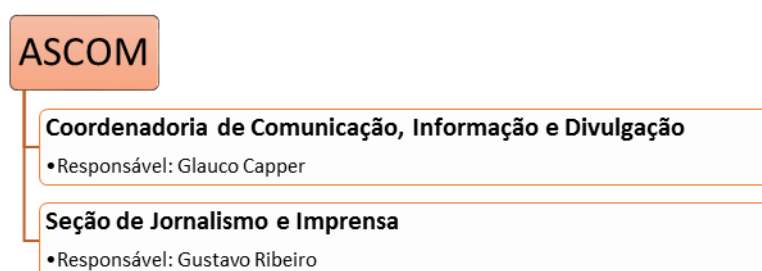 ASCOM
Coordenadoria de Comunicação, Informação e Divulgação
•Responsável: Glauco Capper
Seção de Jornalismo e Imprensa
•Responsável: Gustavo Ribeiro